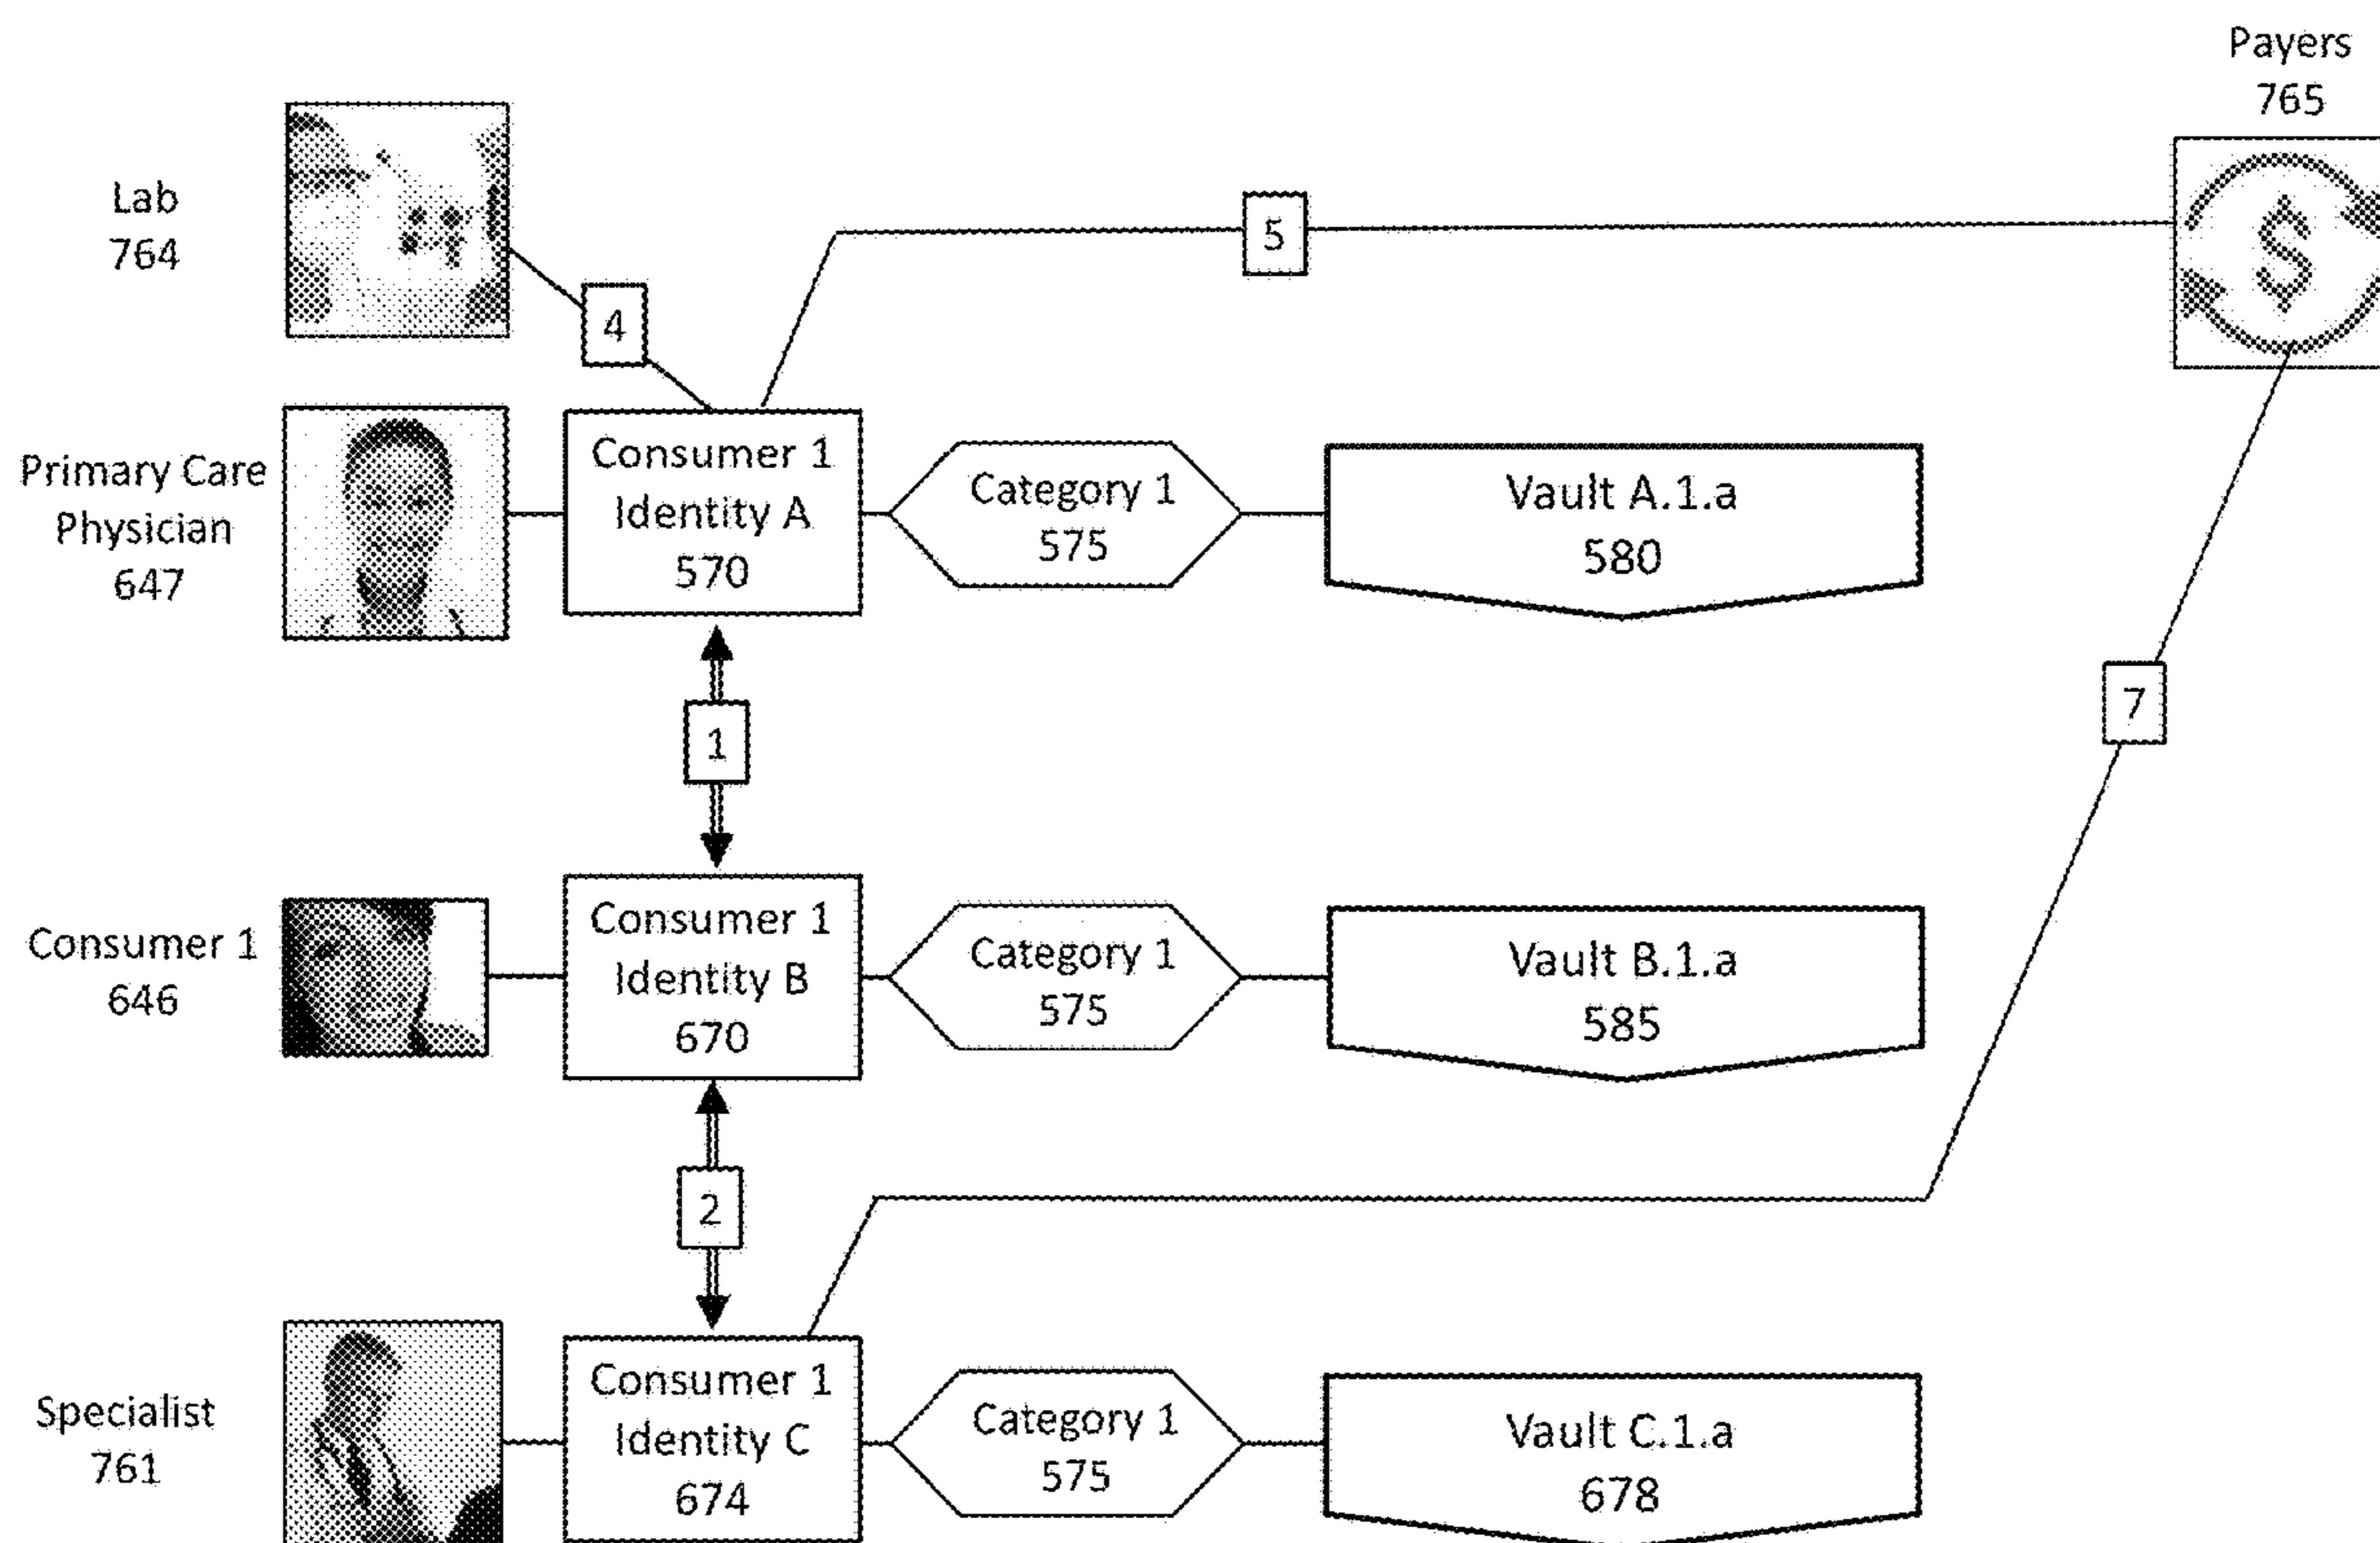 Payers
765
Lab
764
5
4
Primary Care
Physician
647
Consumer 1
Identity A
570
Category 1
575
Vault A.1.a
580
7
1
Consumer 1
646
Consumer 1
Identity B
670
Category 1
575
Vault B.1.a
585
2
Specialist
761
Consumer 1
Identity C
674
Category 1
575
Vault C.1.a
678
$